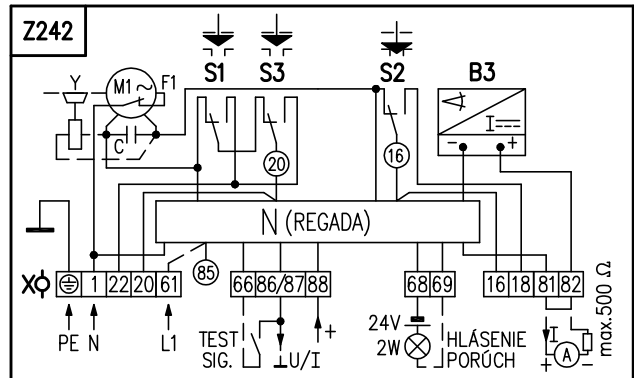 Z242
S1 S3 S2 B3
Y M1 F1
I
C
− +
20 16
N (REGADA)
X
1 22 20 61 85 66 86/87 88 68 69 16 18 81 82
PE N L1
TEST
SIG.
U/I
+
24V
2W
HLÁSENIE
PORÚCH
I
A
+ −
max.500 Ω